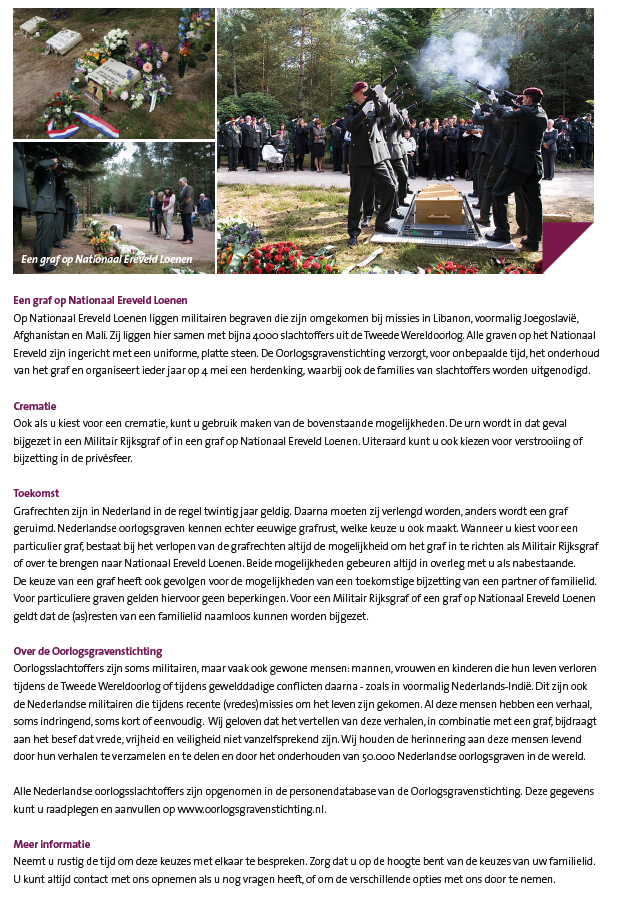 Een graf op Nationaal Ereveld Loenen
Een graf op Nationaal Ereveld Loenen
Op Nationaal Ereveld Loenen liggen militairen begraven die zijn omgekomen bij missies in Libanon, voormalig Joegoslavië,
Afghanistan en Mali. Zij liggen hier samen met bijna 4000 slachtoffers uit de Tweede Wereldoorlog. Alle graven op het Nationaal
Ereveld zijn ingericht met een uniforme, platte steen. De Oorlogsgravenstichting verzorgt, voor onbepaalde tijd, het onderhoud
van het graf en organiseert ieder jaar op 4 mei een herdenking, waarbij ook de families van slachtoffers worden uitgenodigd.
Crematie
Ook als u kiest voor een crematie, kunt u gebruik maken van de bovenstaande mogelijkheden. De urn wordt in dat geval
bijgezet in een Militair Rijksgraf of in een graf op Nationaal Ereveld Loenen. Uiteraard kunt u ook kiezen voor verstrooiing of
bijzetting in de privésfeer.
Toekomst
Grafrechten zijn in Nederland in de regel twintig jaar geldig. Daarna moeten zij verlengd worden, anders wordt een graf
geruimd. Nederlandse oorlogsgraven kennen echter eeuwige grafrust, welke keuze u ook maakt. Wanneer u kiest voor een
particulier graf, bestaat bij het verlopen van de grafrechten altijd de mogelijkheid om het graf in te richten als Militair Rijksgraf
of over te brengen naar Nationaal Ereveld Loenen. Beide mogelijkheden gebeuren altijd in overleg met u als nabestaande.
De keuze van een graf heeft ook gevolgen voor de mogelijkheden van een toekomstige bijzetting van een partner of familielid.
Voor particuliere graven gelden hiervoor geen beperkingen. Voor een Militair Rijksgraf of een graf op Nationaal Ereveld Loenen
geldt dat de (as)resten van een familielid naamloos kunnen worden bijgezet.
Over de Oorlogsgravenstichting
Oorlogsslachtoffers zijn soms militairen, maar vaak ook gewone mensen: mannen, vrouwen en kinderen die hun leven verloren
tijdens de Tweede Wereldoorlog of tijdens gewelddadige conflicten daarna - zoals in voormalig Nederlands-Indië. Dit zijn ook
de Nederlandse militairen die tijdens recente (vredes)missies om het leven zijn gekomen. Al deze mensen hebben een verhaal,
soms indringend, soms kort of eenvoudig. Wij geloven dat het vertellen van deze verhalen, in combinatie met een graf, bijdraagt
aan het besef dat vrede, vrijheid en veiligheid niet vanzelfsprekend zijn. Wij houden de herinnering aan deze mensen levend
door hun verhalen te verzamelen en te delen en door het onderhouden van 50.000 Nederlandse oorlogsgraven in de wereld.
Alle Nederlandse oorlogsslachtoffers zijn opgenomen in de personendatabase van de Oorlogsgravenstichting. Deze gegevens
kunt u raadplegen en aanvullen op www.oorlogsgravenstichting.nl.
Meer informatie
Neemt u rustig de tijd om deze keuzes met elkaar te bespreken. Zorg dat u op de hoogte bent van de keuzes van uw familielid.
U kunt altijd contact met ons opnemen als u nog vragen heeft, of om de verschillende opties met ons door te nemen.